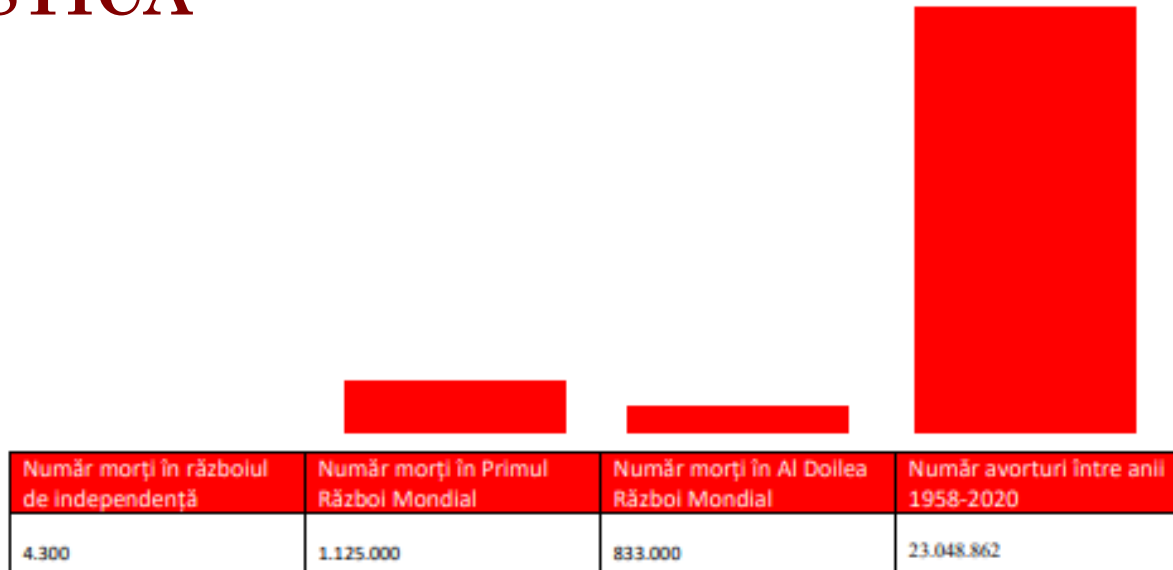 Număr morți în războiul
de independență
Număr morți în Primul
Război Mondial
Număr morți în Al Doilea
Război Mondial
Număr avorturi între anii
1958-2020
4.300
1.125.000
833.000
23.048.862